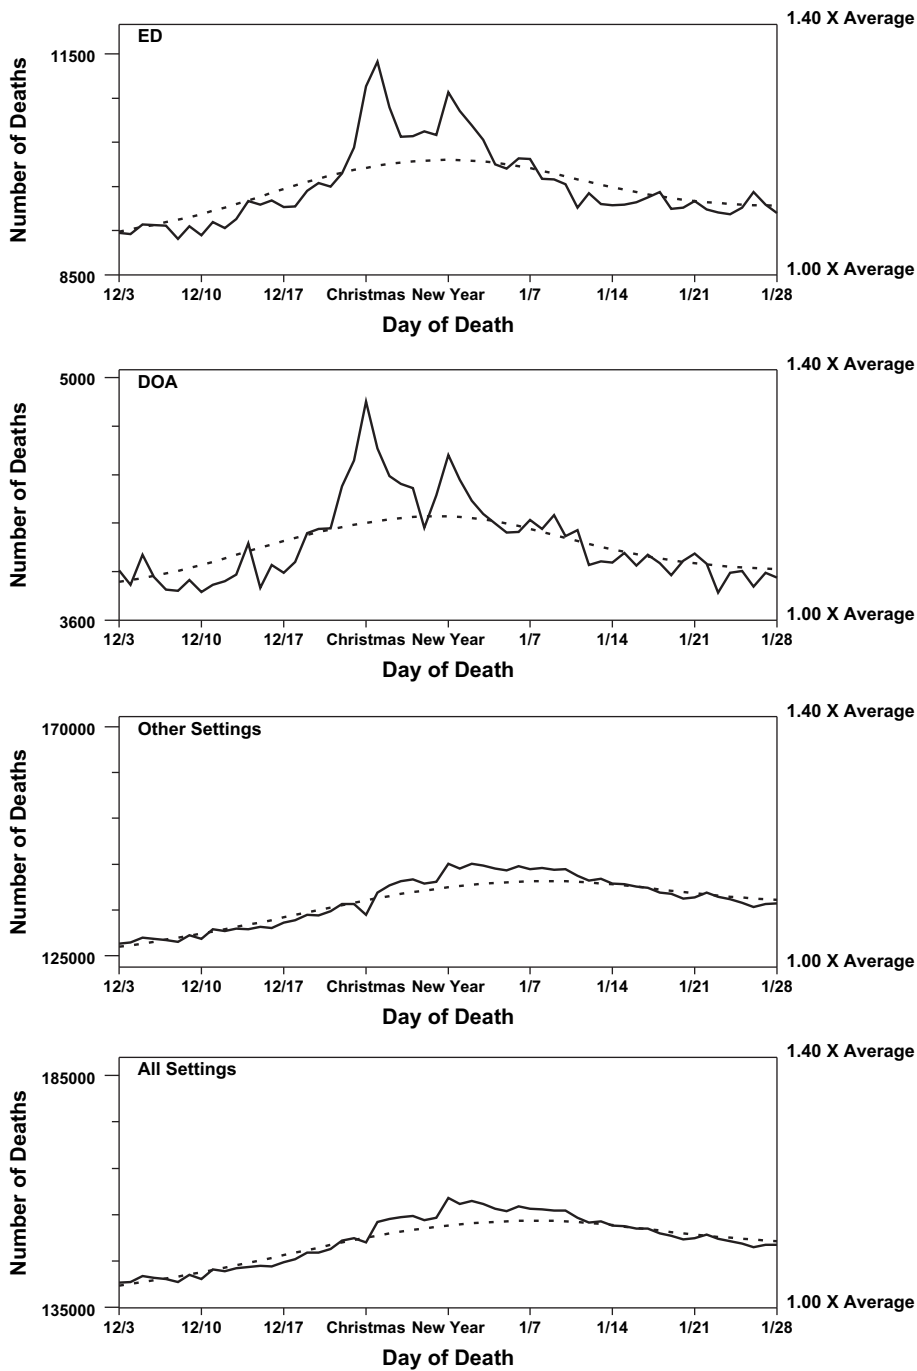 1.40 X Average
ED
11500
Number of Deaths
8500
1.00 X Average
12/3 12/10 12/17 Christmas New Year 1/7 1/14 1/21 1/28
Day of Death
1.40 X Average
5000
DOA
Number of Deaths
3600
1.00 X Average
12/3 12/10 12/17 Christmas New Year 1/7 1/14 1/21 1/28
Day of Death
1.40 X Average
170000
Other Settings
Number of Deaths
125000
1.00 X Average
12/3 12/10 12/17 Christmas New Year 1/7 1/14 1/21 1/28
Day of Death
1.40 X Average
All Settings
185000
Number of Deaths
135000
1.00 X Average
12/3 12/10 12/17 Christmas New Year 1/7 1/14 1/21 1/28
Day of Death